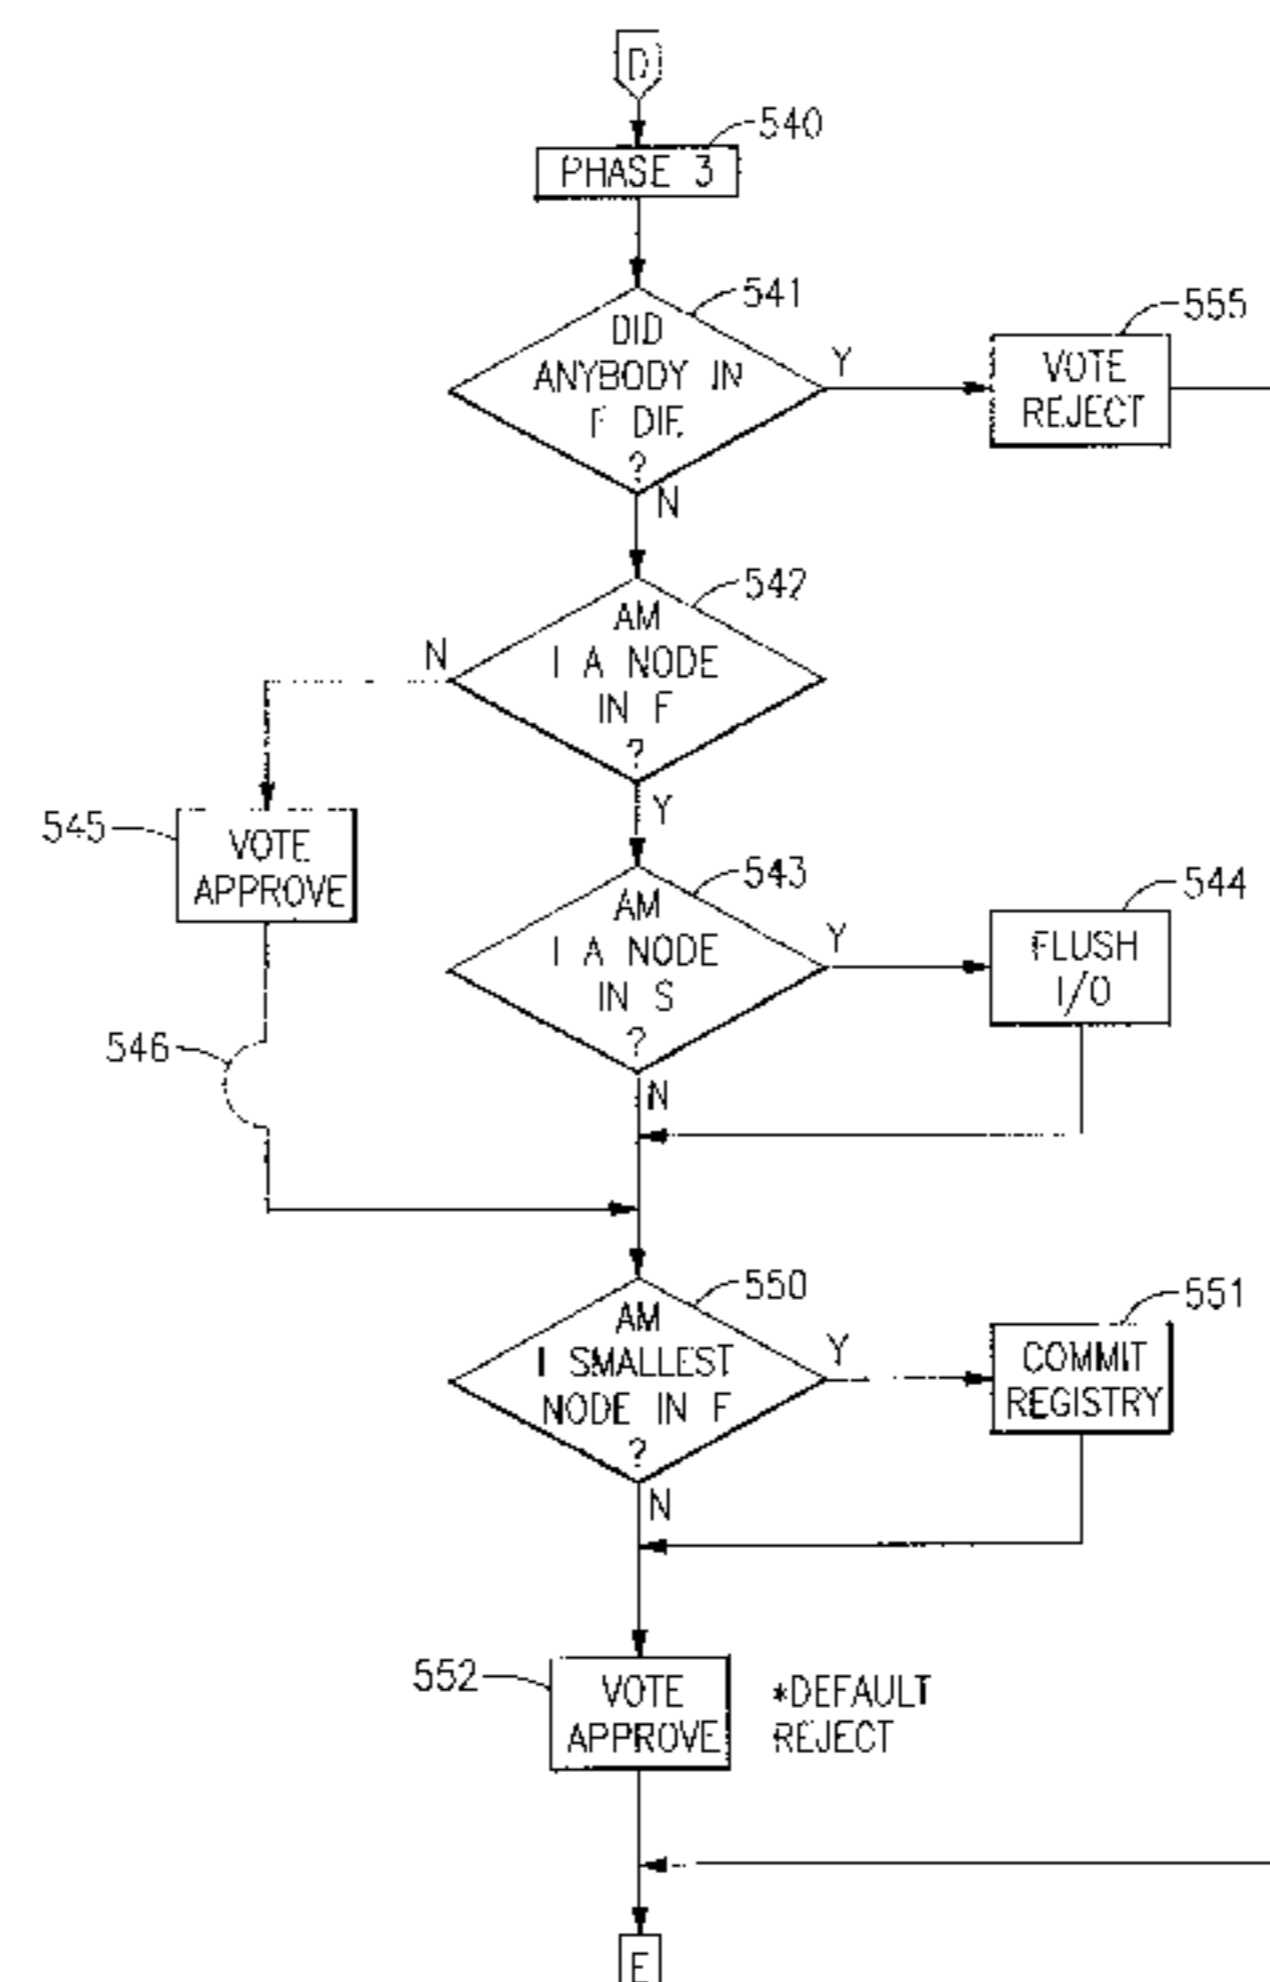 D
540
PHASE 3
541
DID
ANYBODY IN
F DIE
?
Y
555
VOTE
REJECT
N
542
AM
I A NODE
IN F
?
N
Y
545
VOTE
APPROVE
543
AM
I A NODE
IN S
?
Y
544
FLUSH
I/O
546
N
550
AM
I SMALLEST
NODE IN F
?
Y
551
COMMIT
REGISTRY
N
552
VOTE
APPROVE
*DEFAULT
REJECT
E